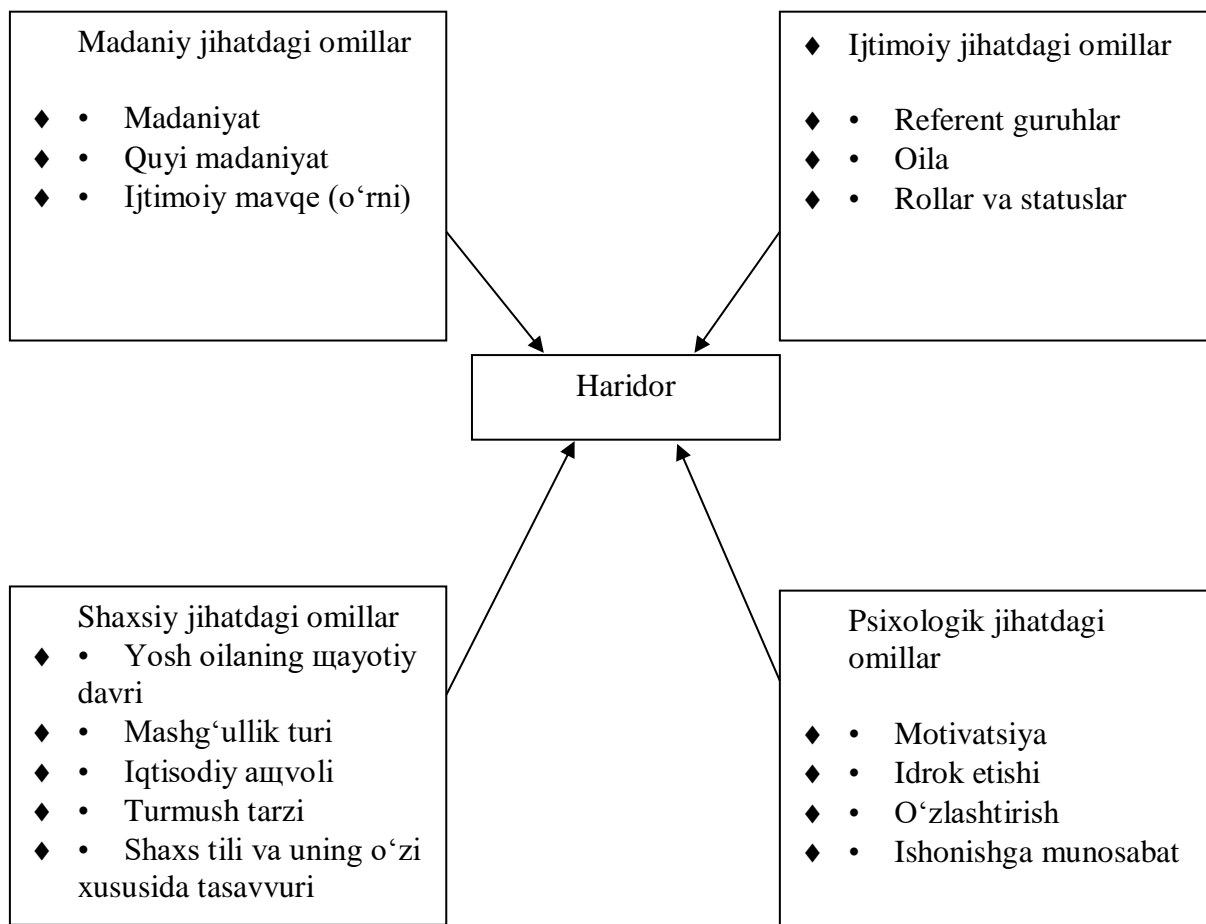 Madaniy jihatdagi omillar
♦ • Madaniyat
♦ • Quyi madaniyat
♦ • Ijtimoiy mavqe (o‘rni)
♦ Ijtimoiy jihatdagi omillar
♦ • Referent guruhlar
♦ • Oila
♦ • Rollar va statuslar
Haridor
Shaxsiy jihatdagi omillar
♦ • Yosh oilaning щayotiy
davri
♦ • Mashg‘ullik turi
♦ • Iqtisodiy aщvoli
♦ • Turmush tarzi
♦ • Shaxs tili va uning o‘zi
xususida tasavvuri
Psixologik jihatdagi
omillar
♦ • Motivatsiya
♦ • Idrok etishi
♦ • O‘zlashtirish
♦ • Ishonishga munosabat